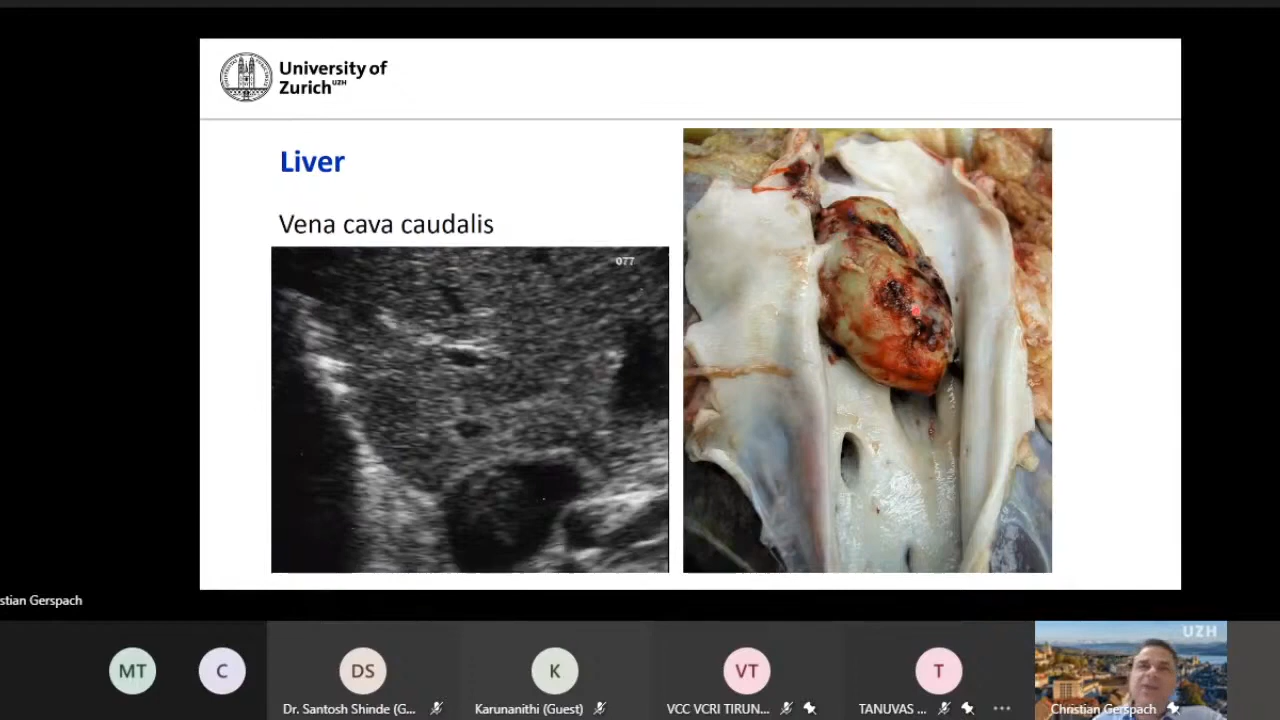 University of
Zurich UZH
Liver
Vena cava caudalis
077
stian Gerspach
MT
C
DS
K
VT
T
Dr. Santosh Shinde (G...
Karunanithi (Guest)
VCC VCRI TIRUN...
TANUVAS ...
...
UZH
Christian Gerspach